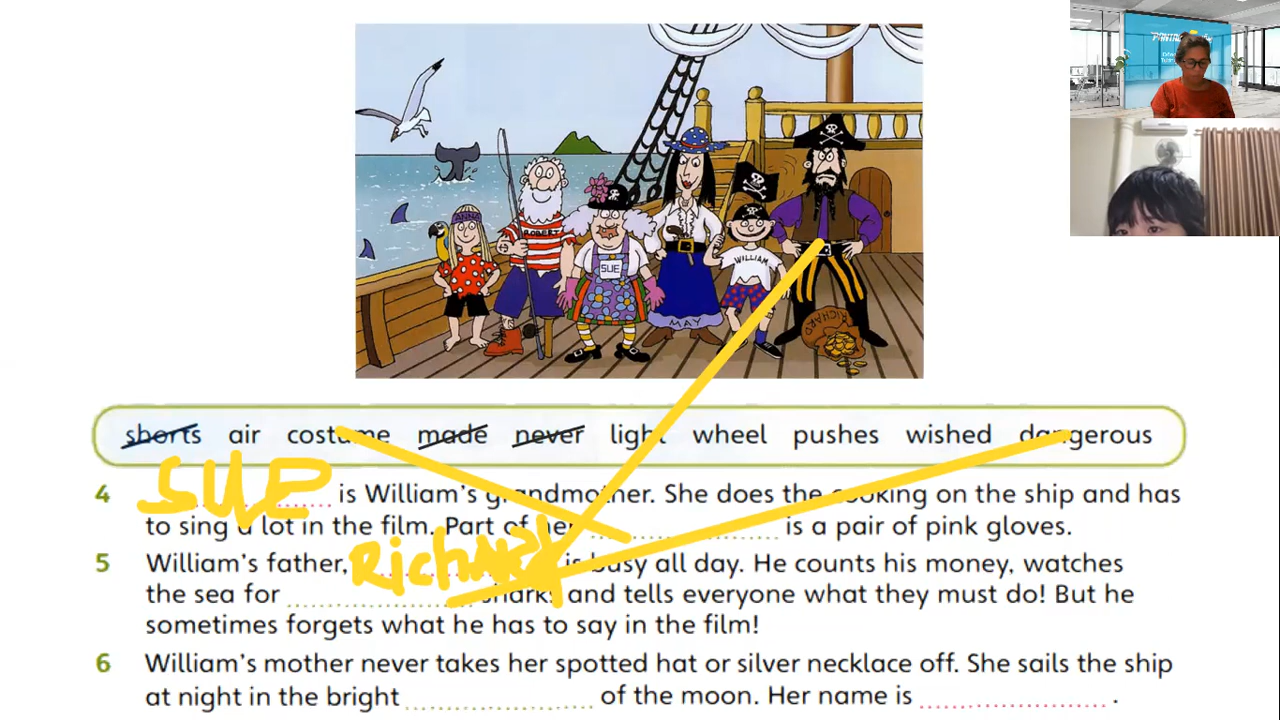 ANNA
ROBERT
SUE
MAY
WILLIAM
RICHARD
shorts air costume made never light wheel pushes wished dangerous
4 SUE is William's grandmother. She does the cooking on the ship and has
to sing a lot in the film. Part of her is a pair of pink gloves.
5 William's father, Richard is busy all day. He counts his money, watches
the sea for sharks and tells everyone what they must do! But he
sometimes forgets what he has to say in the film!
6 William's mother never takes her spotted hat or silver necklace off. She sails the ship
at night in the bright of the moon. Her name is .